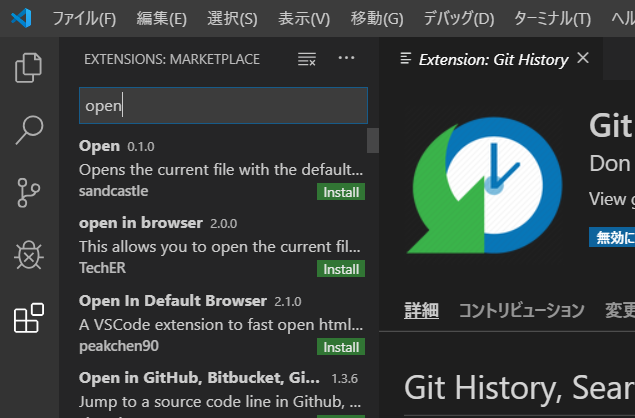 ファイル(F) 編集(E) 選択(S) 表示(V) 移動(G) デバッグ(D) ターミナル(T)
EXTENSIONS: MARKETPLACE
open
Open 0.1.0
Opens the current file with the default...
sandcastle Install
open in browser 2.0.0
This allows you to open the current fil...
TechER Install
Open In Default Browser 2.1.0
A VSCode extension to fast open html...
peakchen90 Install
Open in GitHub, Bitbucket, Gi... 1.3.6
Jump to a source code line in Github, ...
Extension: Git History
Git
Don
View
無効に
詳細 コントリビューション 変更
Git History, Sear